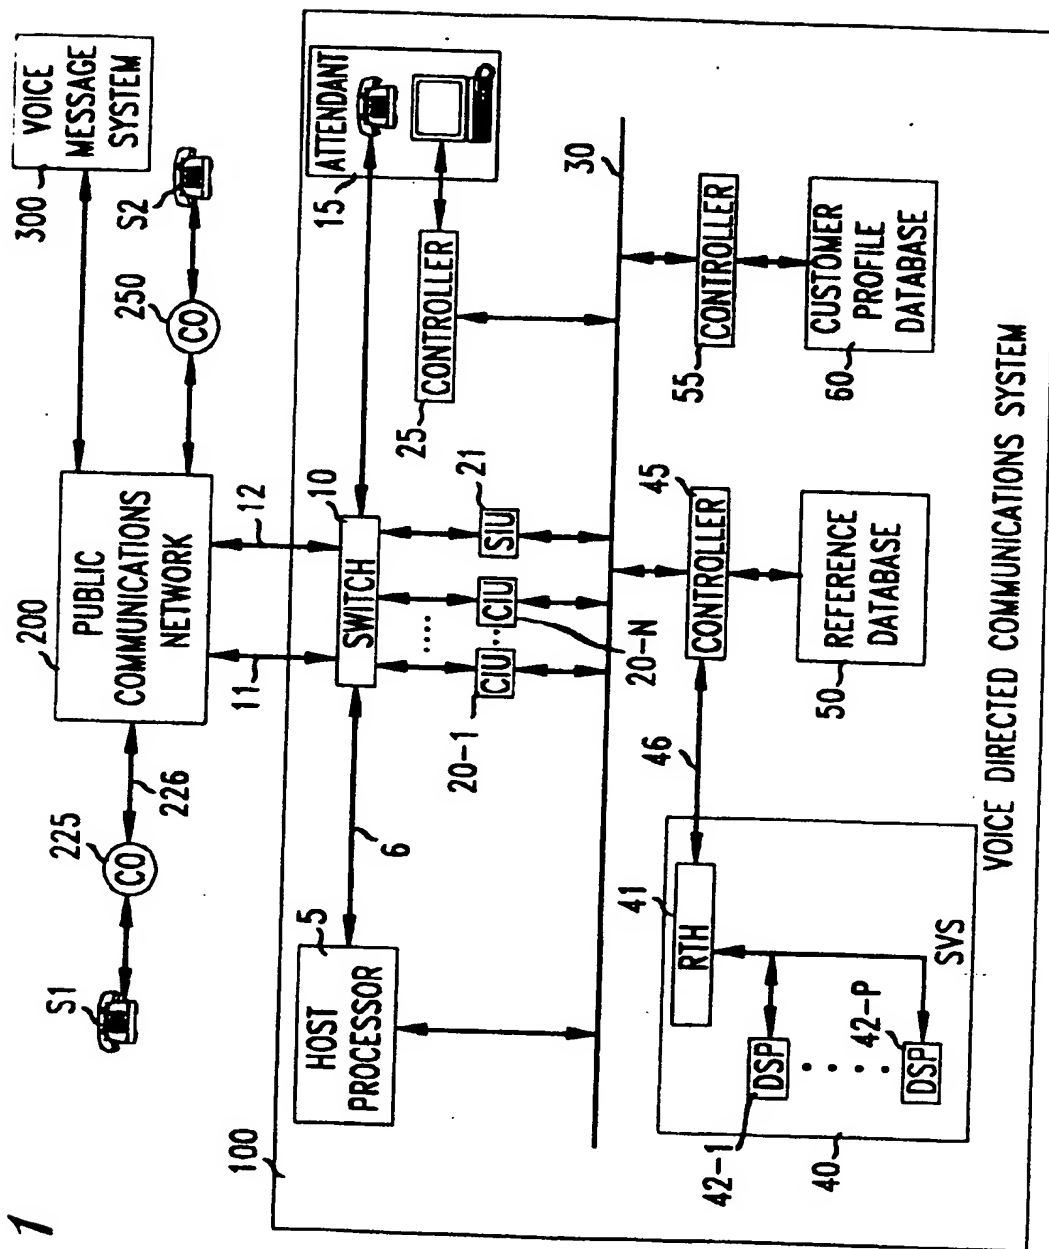 1
300
VOICE
MESSAGE
SYSTEM
S2
250
CO
200
PUBLIC
COMMUNICATIONS
NETWORK
226
225
CO
S1
11
12
100
ATTENDANT
15
25
CONTROLLER
10
SWITCH
6
5
HOST
PROCESSOR
21
SIU
CIU
20-N
CIU
20-1
30
55
CONTROLLER
60
CUSTOMER
PROFILE
DATABASE
45
CONTROLLER
50
REFERENCE
DATABASE
46
41
RTH
SVS
42-P
DSP
DSP
42-1
40
VOICE DIRECTED COMMUNICATIONS SYSTEM